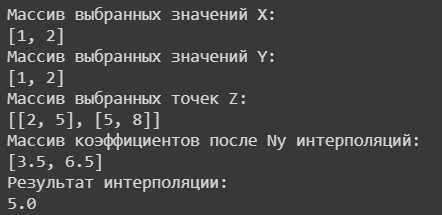 Массив выбранных значений X:
[1, 2]
Массив выбранных значений Y:
[1, 2]
Массив выбранных точек Z:
[[2, 5], [5, 8]]
Массив коэффициентов после Ny интерполяций:
[3.5, 6.5]
Результат интерполяции:
5.0